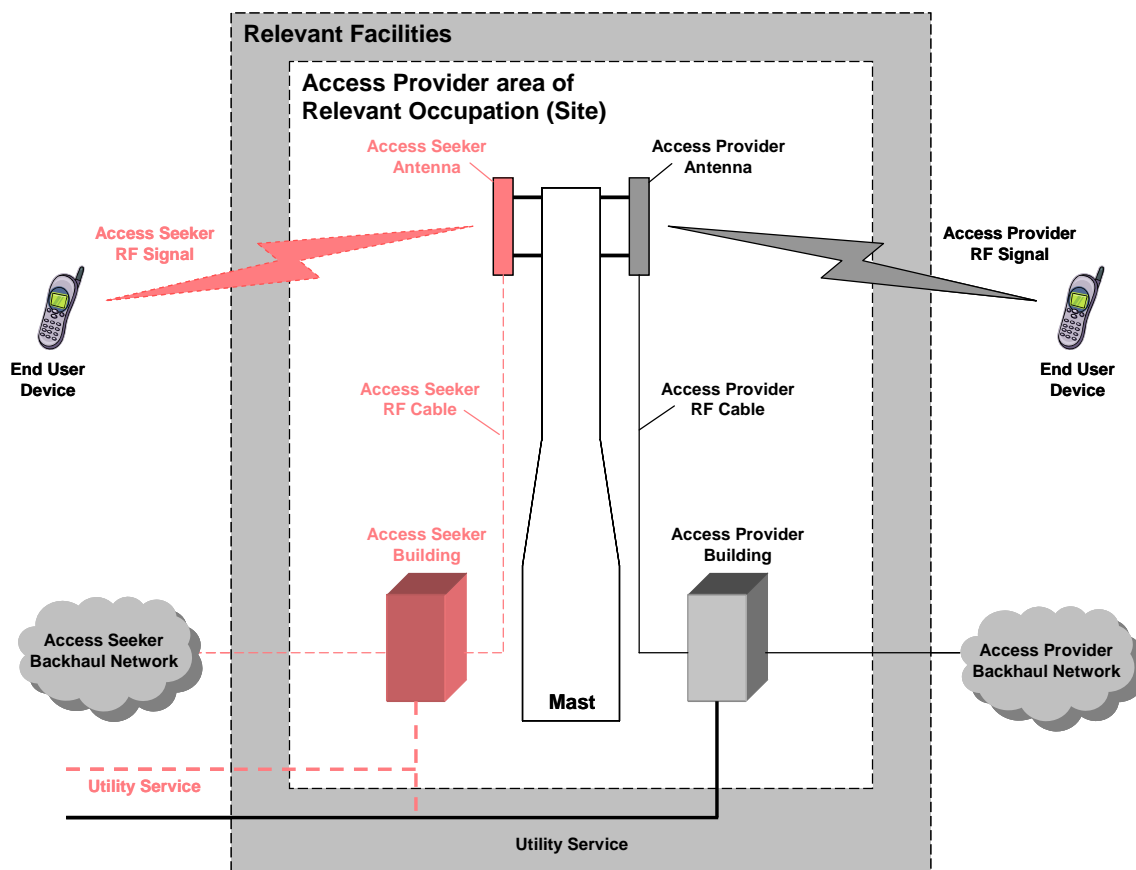 Relevant Facilities
Access Provider area of
Relevant Occupation (Site)
Access Seeker
Antenna
Access Provider
Antenna
Access Seeker
RF Signal
Access Provider
RF Signal
End User
Device
End User
Device
Access Seeker
RF Cable
Access Provider
RF Cable
Access Seeker
Building
Access Provider
Building
Access Seeker
Backhaul Network
Access Provider
Backhaul Network
Mast
Utility Service
Utility Service